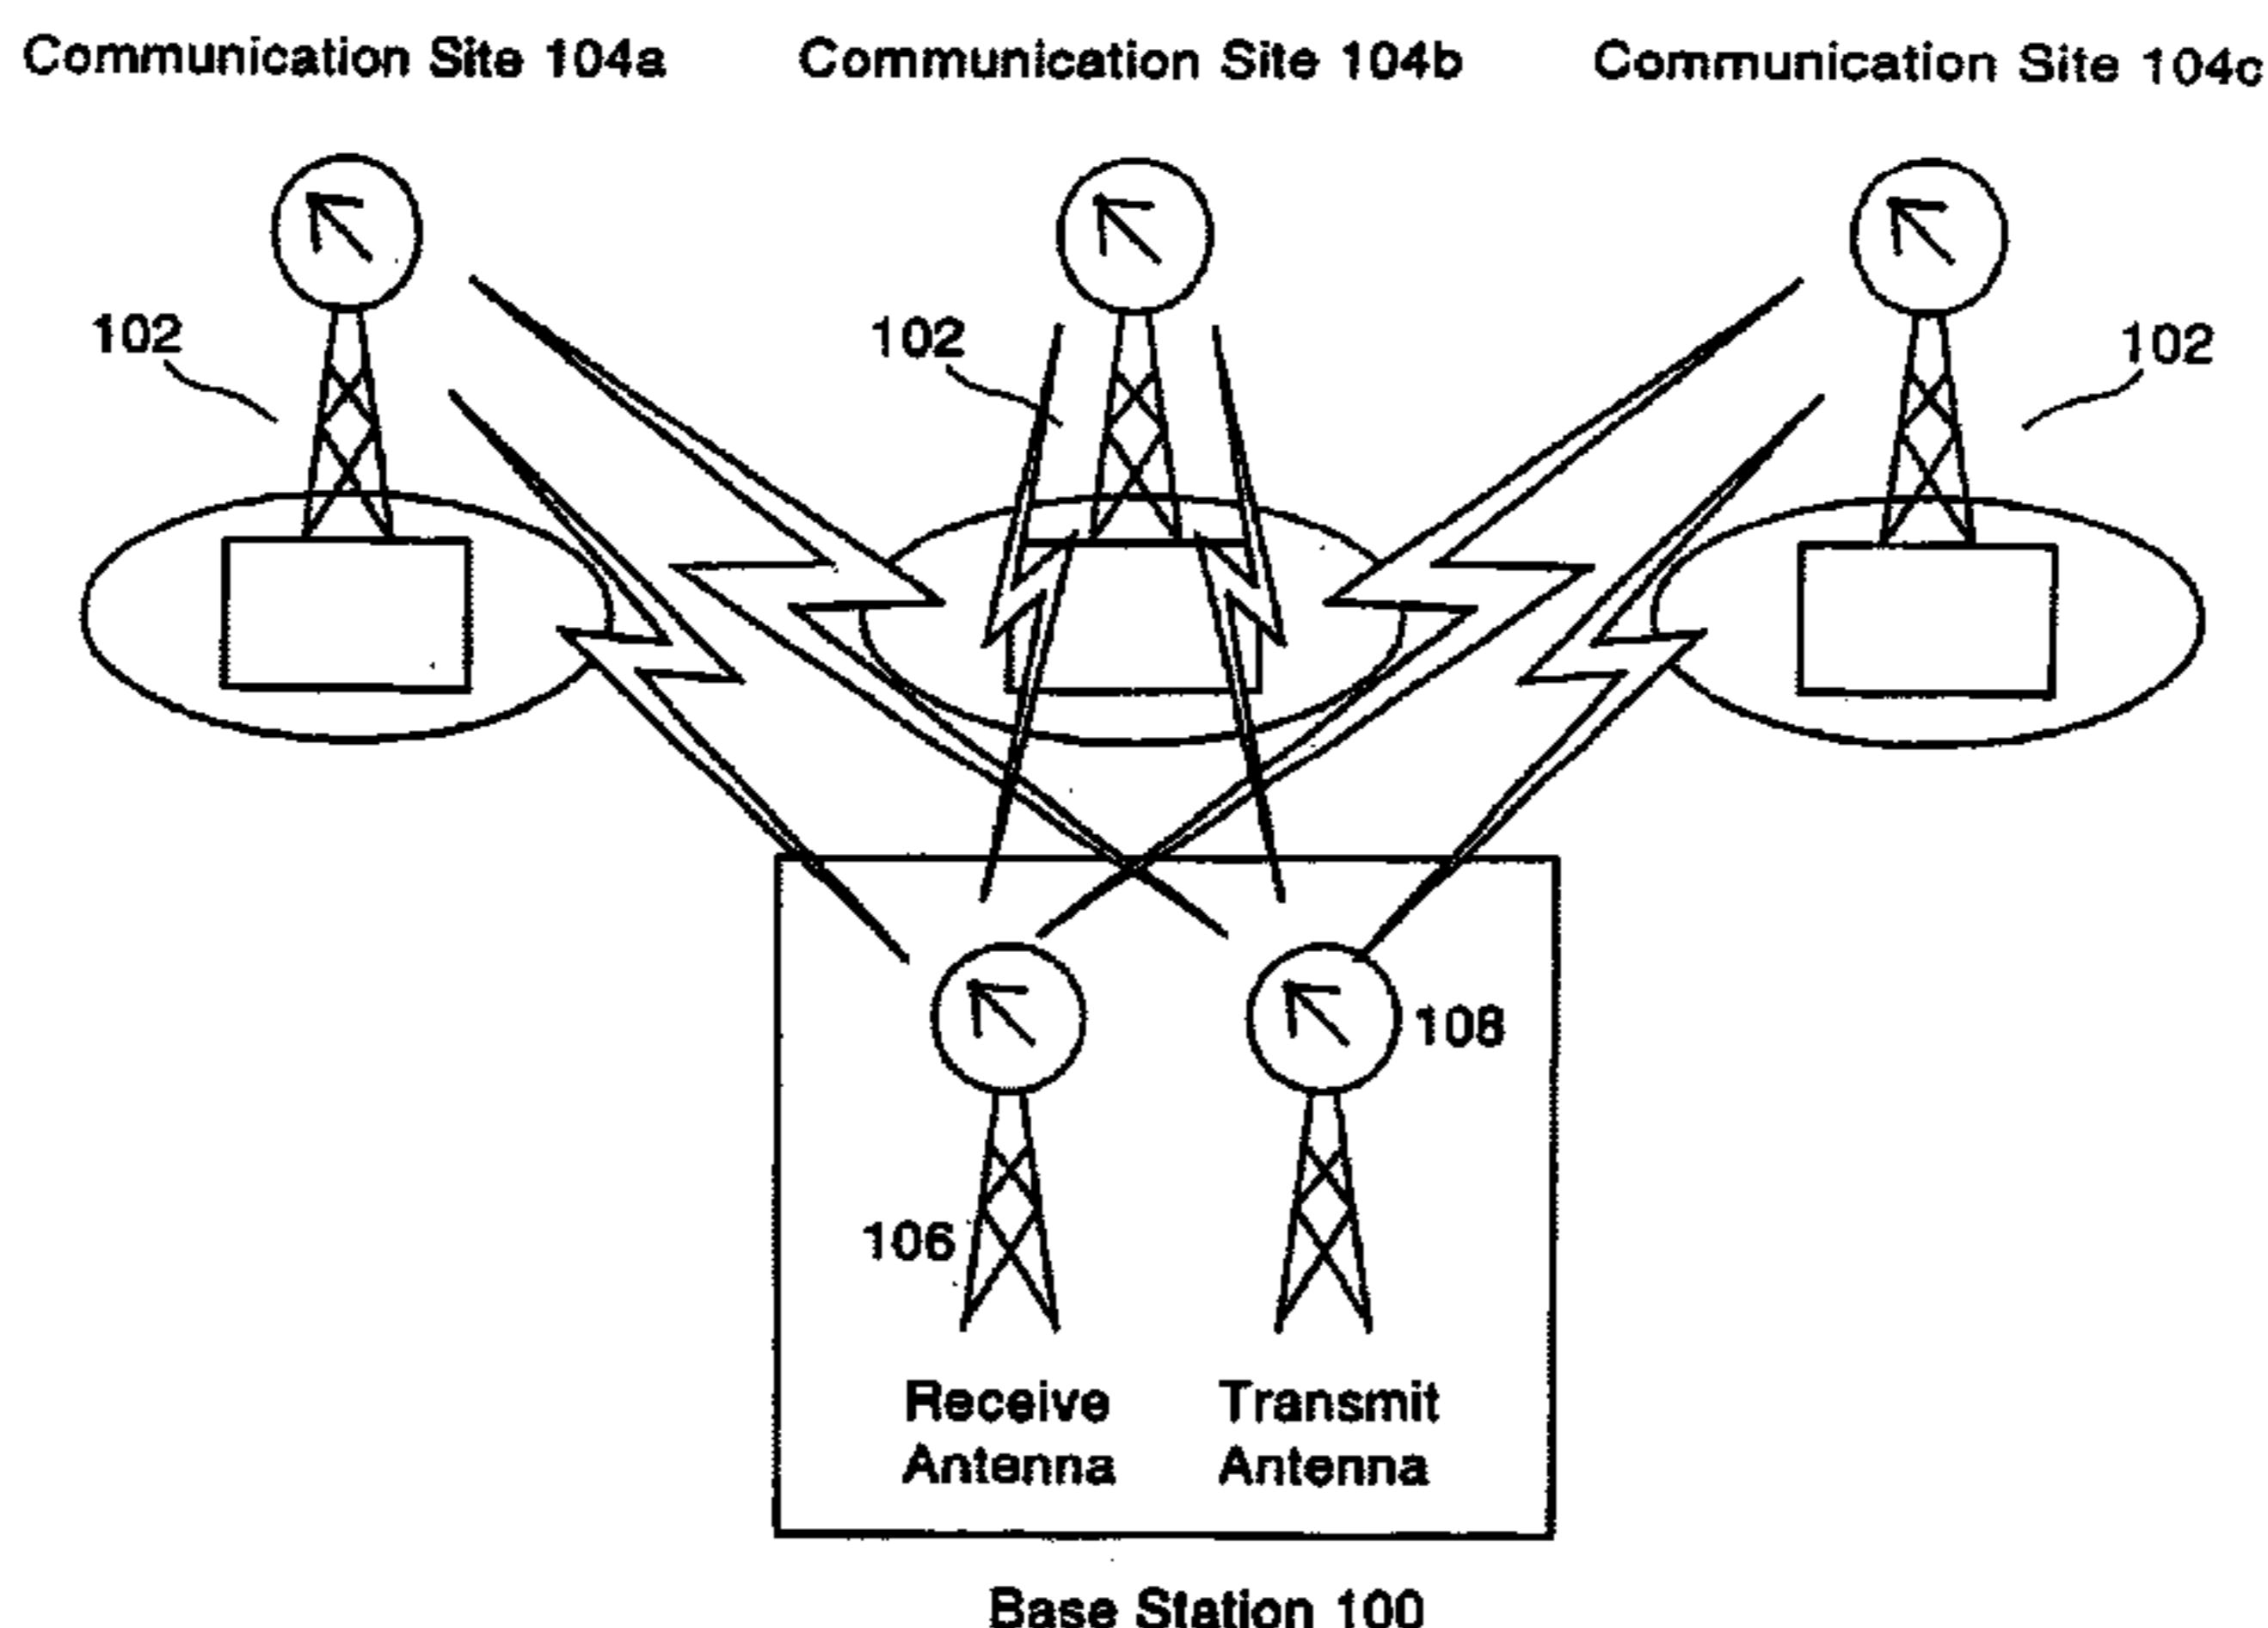 Communication Site 104a
Communication Site 104b
Communication Site 104c
102
102
102
108
106
Receive
Antenna
Transmit
Antenna
Base Station 100